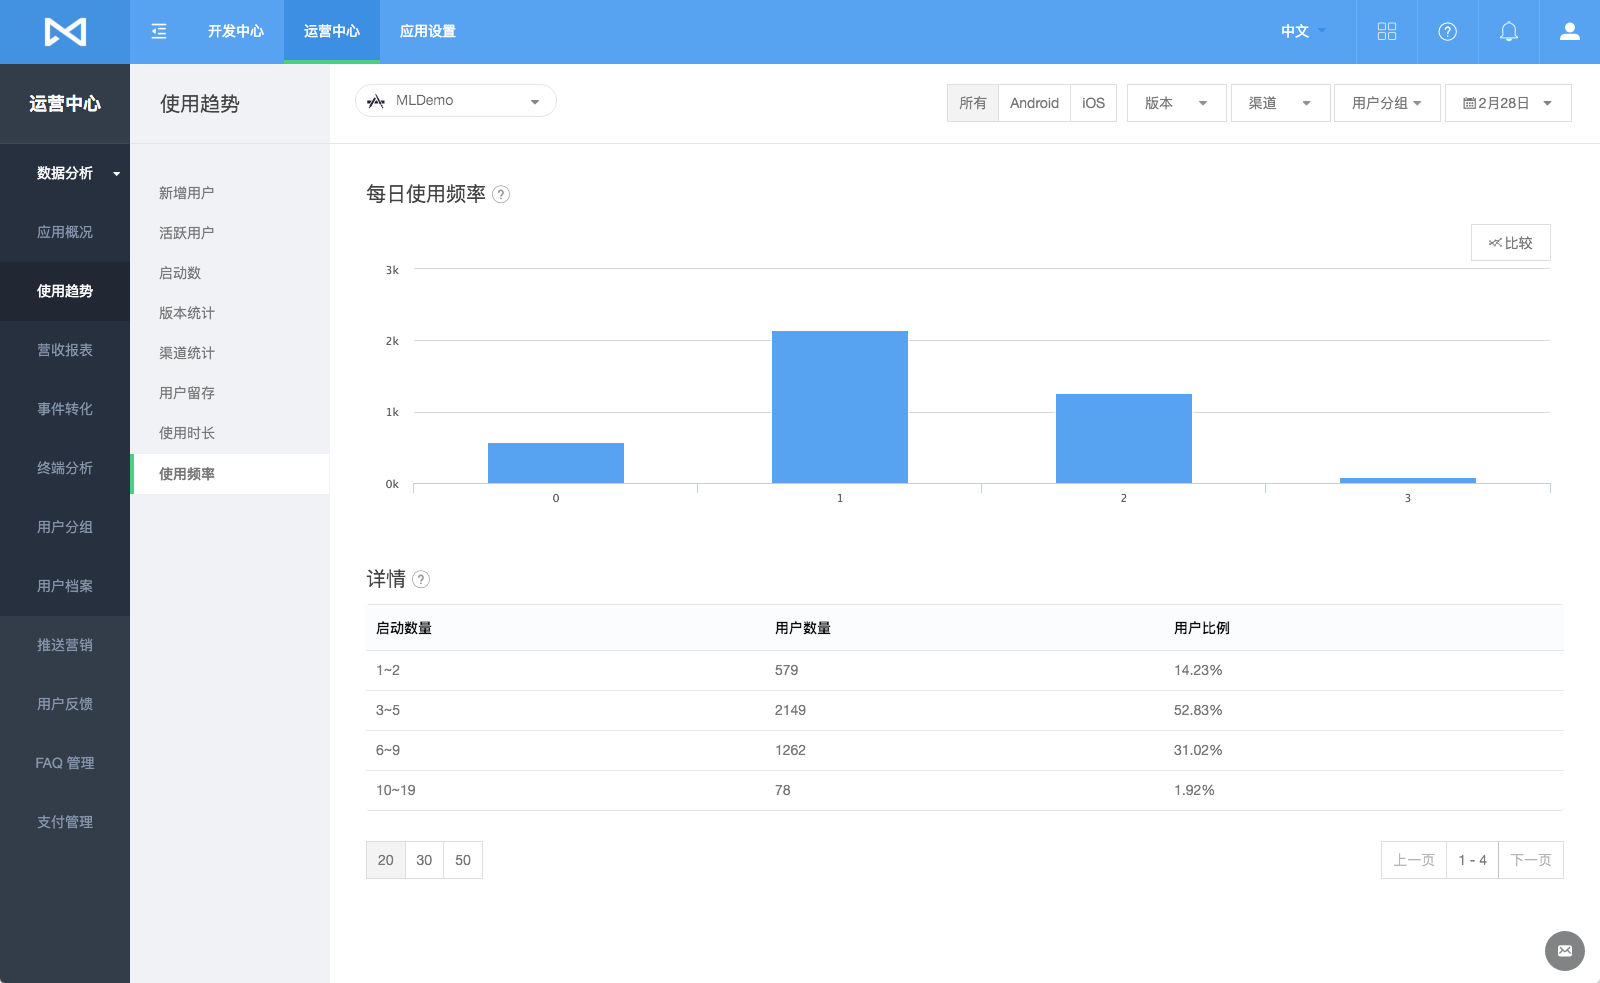 开发中心
运营中心
应用设置
中文
运营中心
数据分析
应用概况
使用趋势
营收报表
事件转化
终端分析
用户分组
用户档案
推送营销
用户反馈
FAQ 管理
支付管理
使用趋势
新增用户
活跃用户
启动数
版本统计
渠道统计
用户留存
使用时长
使用频率
MLDemo
所有 Android iOS 版本 渠道 用户分组 2月28日
每日使用频率 ?
比较
3k
2k
1k
0k
0 1 2 3
详情 ?
启动数量 用户数量 用户比例
1~2 579 14.23%
3~5 2149 52.83%
6~9 1262 31.02%
10~19 78 1.92%
20 30 50
上一页 1 - 4 下一页